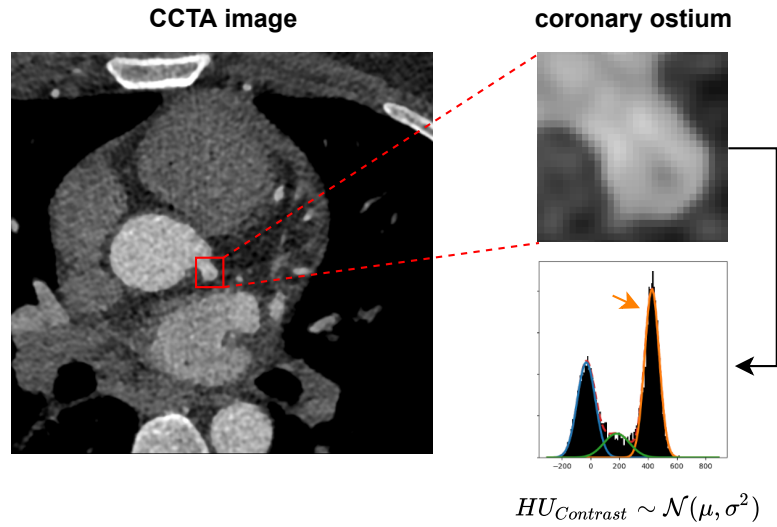 CCTA image
coronary ostium
−200 0 200 400 600 800
HU_{Contrast} ∼ 𝒩(μ, σ²)